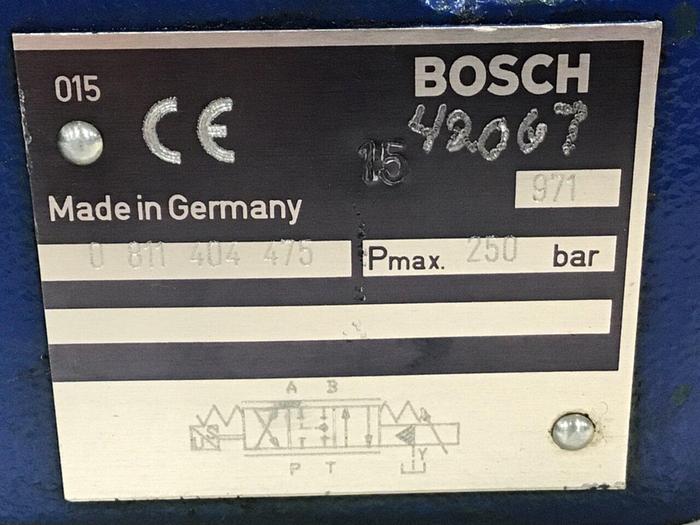 015
CE
BOSCH
42067
15
971
Made in Germany
0 811 404 475
Pmax. 250 bar
A B
P T
Y